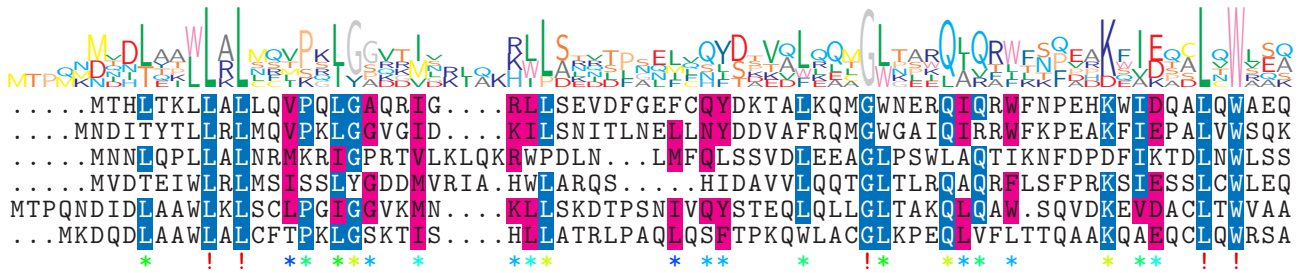 .....MTHLTKLLALLQVPQLGAQRIG....RLLSEVDFGEFCQYDKTALKQMGWNERQIQRWFNPEHKWIDQALQWAEQ
....MNDITYTLLRLMQVPKLGGVGID....KILSNITLNELLNYDDVAFRQMGWGAIQIRRWFKPEAKFIEPALVWSQK
.....MNNLQPLLALNRMKRIGPRTVLKLQKRWPDLN...LMFQLSSVDLEEAGLPSWLAQTIKNFDPDFIKTDLNWLSS
.....MVDTEIWLRLMSISSLYGDDMVRIA.HWLARQS.....HIDAVVLQQTGLTLRQAQRFLSFPRKSIESSLCWLEQ
MTPQNDIDLAAWLKLSCLPGIGGVKMN....KLLSKDTPSNIVQYSTEQLQLLGLTAKQLQAW.SQVDKEVDACLTWVAA
...MKDQDLAAWLALCFTPKLGSKTIS....HLLATRLPAQLQSFTPKQWLACGLKPEQLVFLTTQAAKQAEQCLQWRSA
* ! ! * * * * * * * * * * * * * ! * * * * * * * ! !